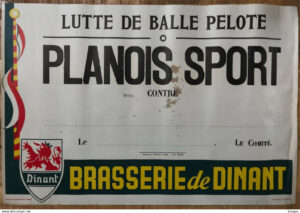 LUTTE DE BALLE PELOTE
PLANOIS SPORT
CONTRE
Le , LE COMITÉ.
Dinant
BRASSERIE de DINANT